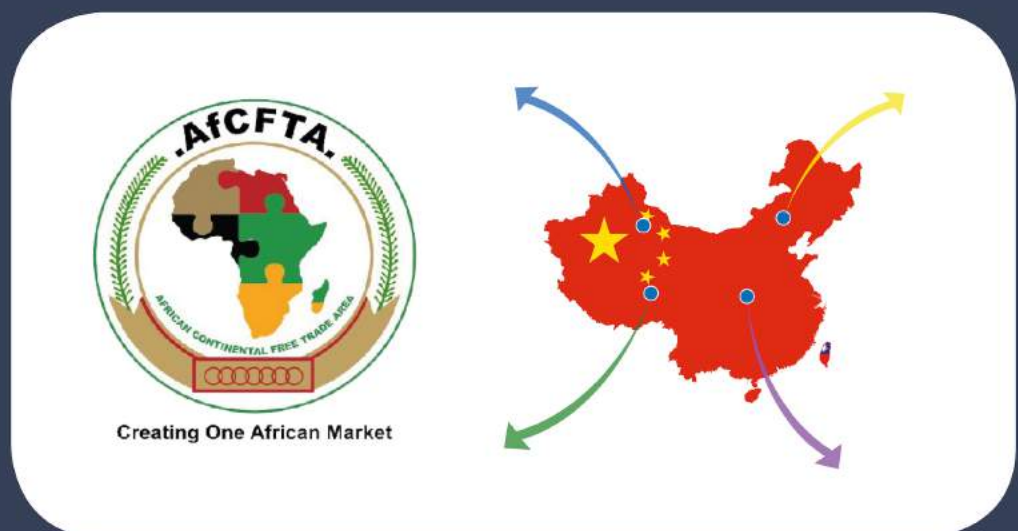 .AfCFTA.
AFRICAN CONTINENTAL FREE TRADE AREA
Creating One African Market